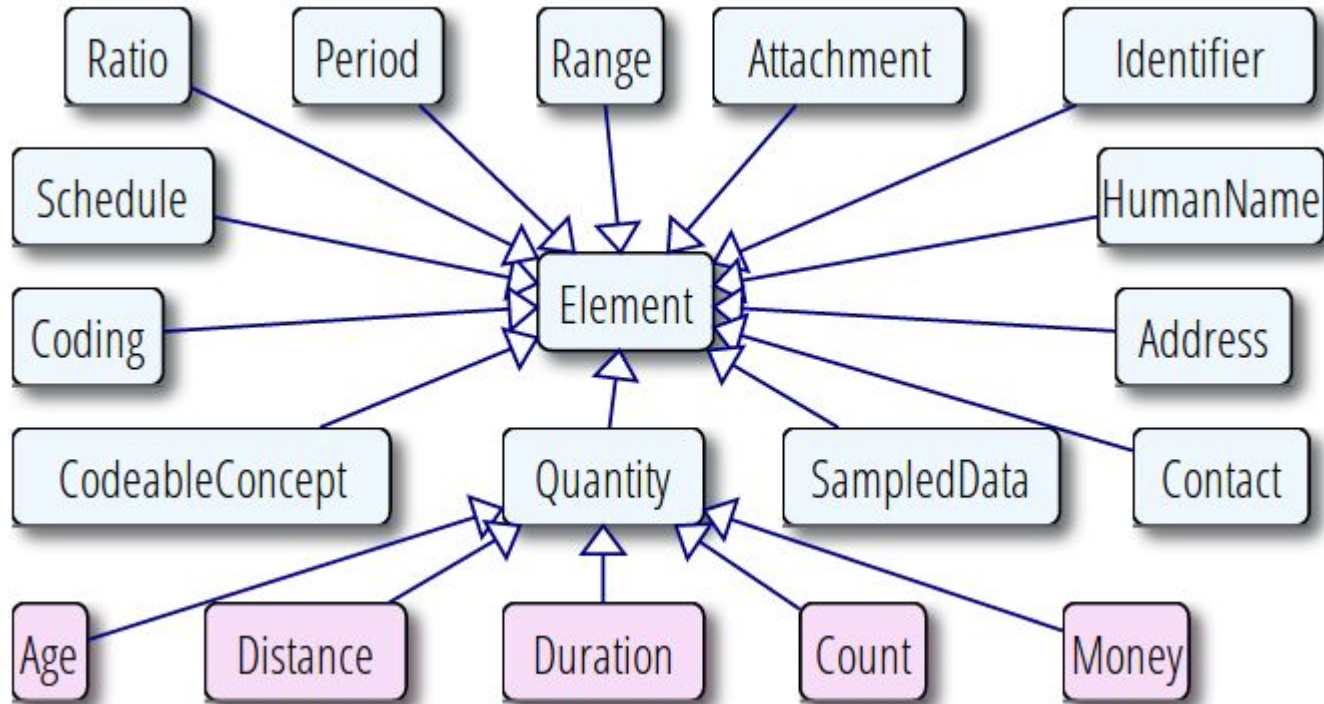 Ratio
Period
Range
Attachment
Identifier
Schedule
HumanName
Element
Coding
Address
CodeableConcept
Quantity
SampledData
Contact
Age
Distance
Duration
Count
Money